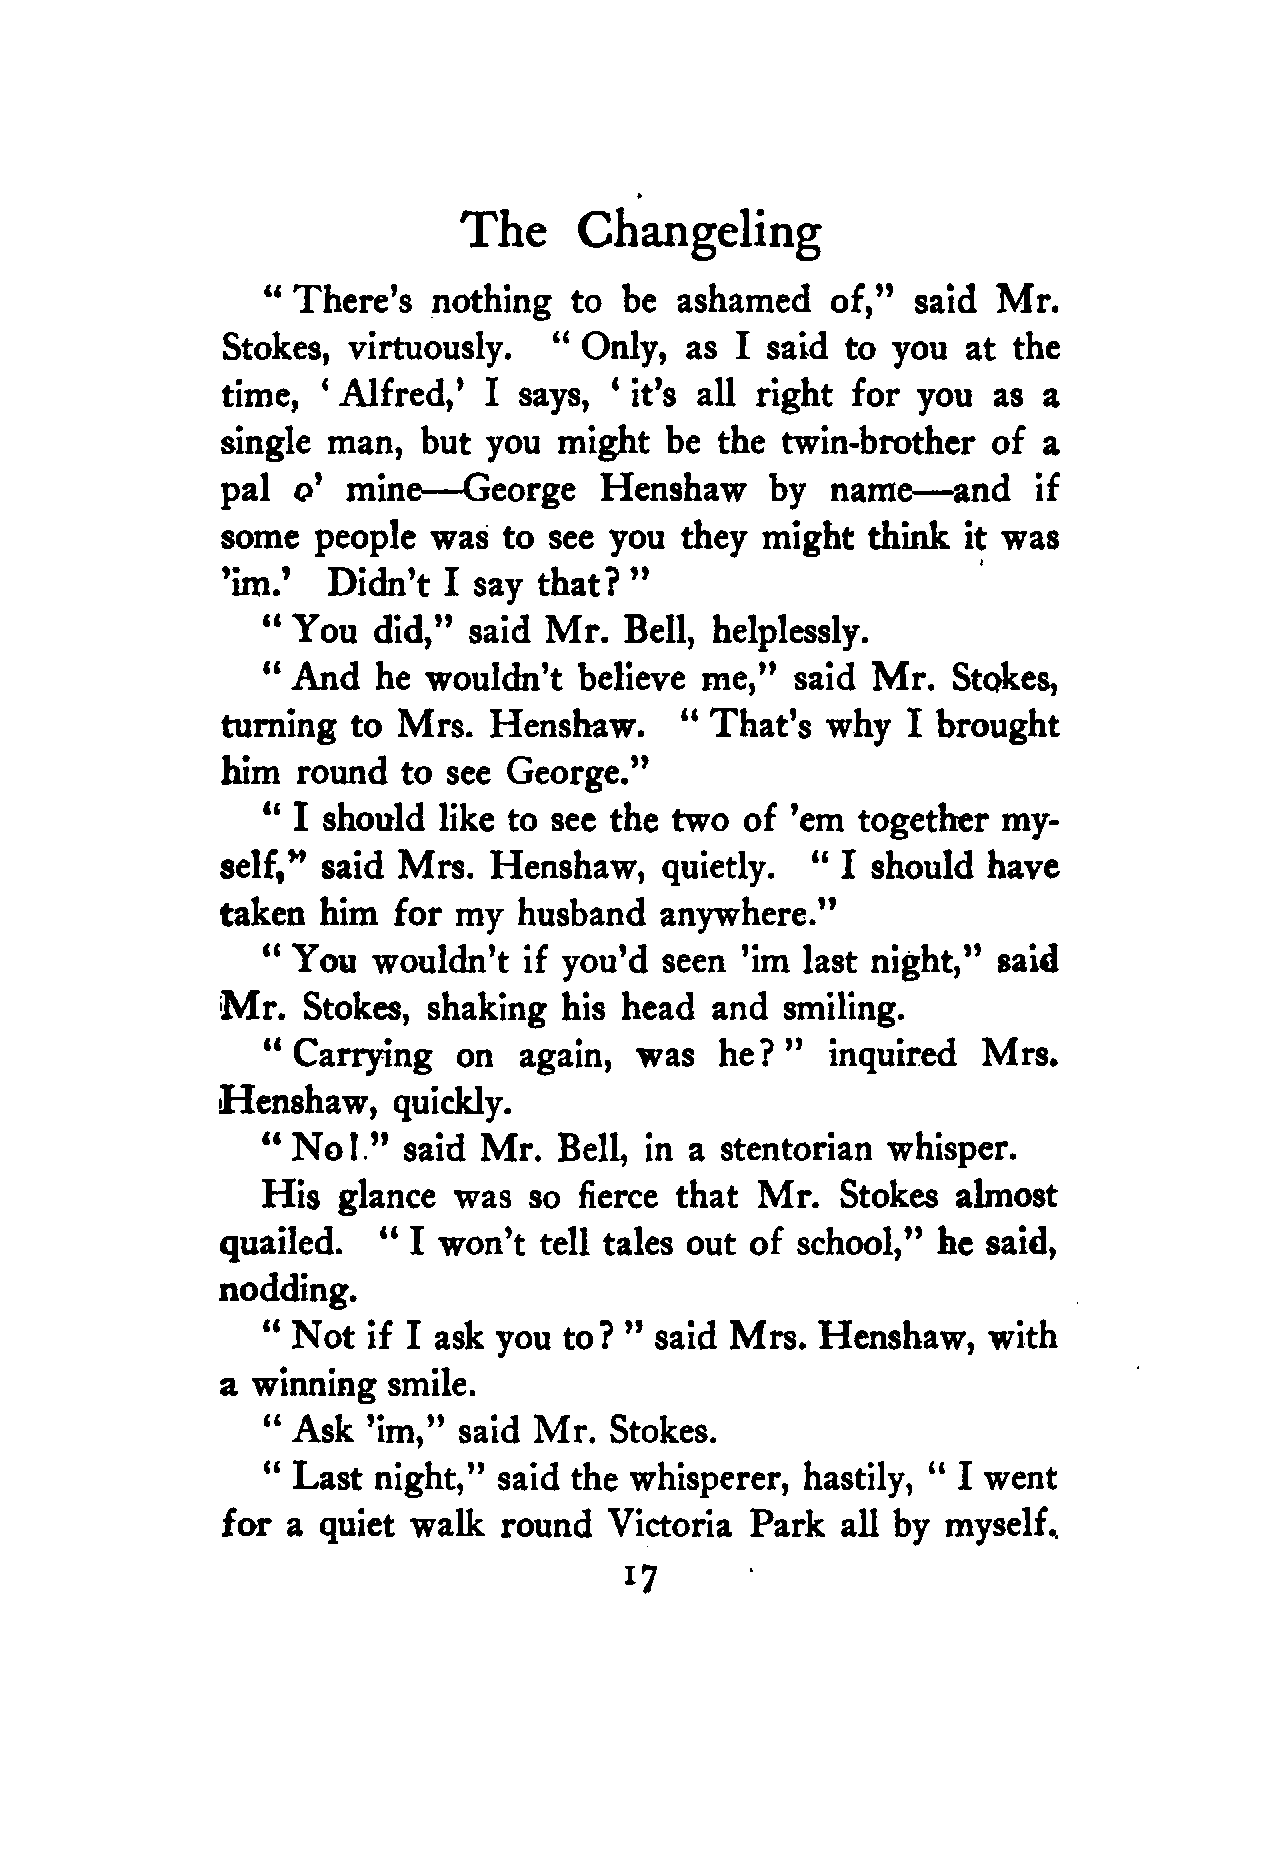 The Changeling
" There's nothing to be ashamed of," said Mr.
Stokes, virtuously. " Only, as I said to you at the
time, ' Alfred,' I says, ' it's all right for you as a
single man, but you might be the twin-brother of a
pal o' mine—George Henshaw by name—and if
some people was to see you they might think it was
'im.' Didn't I say that? "
" You did," said Mr. Bell, helplessly.
" And he wouldn't believe me," said Mr. Stokes,
turning to Mrs. Henshaw. " That's why I brought
him round to see George."
" I should like to see the two of 'em together my-
self," said Mrs. Henshaw, quietly. " I should have
taken him for my husband anywhere."
" You wouldn't if you'd seen 'im last night," said
Mr. Stokes, shaking his head and smiling.
" Carrying on again, was he? " inquired Mrs.
Henshaw, quickly.
" No!." said Mr. Bell, in a stentorian whisper.
His glance was so fierce that Mr. Stokes almost
quailed. " I won't tell tales out of school," he said,
nodding.
" Not if I ask you to? " said Mrs. Henshaw, with
a winning smile.
" Ask 'im," said Mr. Stokes.
" Last night," said the whisperer, hastily, " I went
for a quiet walk round Victoria Park all by myself.
17